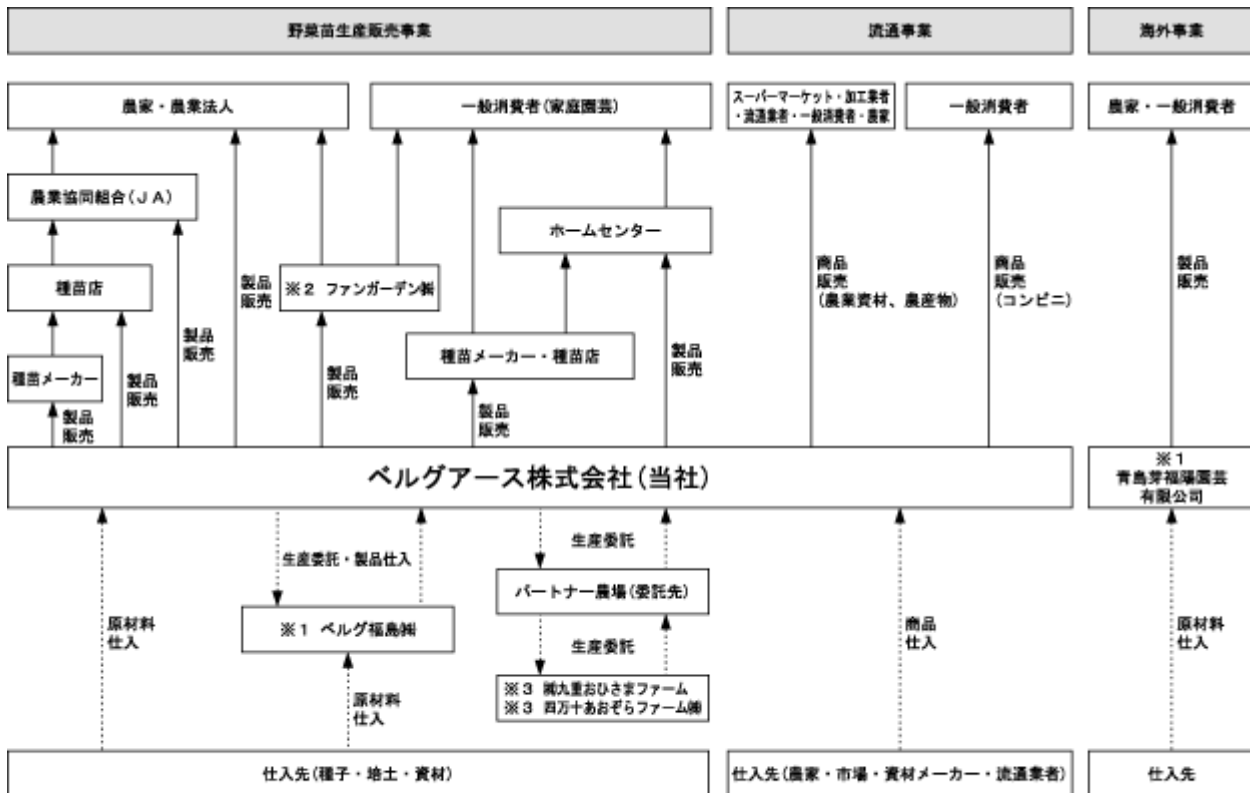 野菜苗生産販売事業
流通事業
海外事業
農家・農業法人
一般消費者(家庭園芸)
スーパーマーケット・加工業者
・流通業者・一般消費者・農家
一般消費者
農家・一般消費者
農業協同組合(JA)
ホームセンター
種苗店
※2 ファンガーデン㈱
製品
販売
商品
販売
(農業資材、農産物)
商品
販売
(コンビニ)
製品
販売
種苗メーカー
製品
販売
製品
販売
製品
販売
種苗メーカー・種苗店
製品
販売
製品
販売
製品
販売
ベルグアース株式会社(当社)
※1
青島芽福陽園芸
有限公司
生産委託・製品仕入
生産委託
パートナー農場(委託先)
原材料
仕入
※1 ベルグ福島㈱
生産委託
商品
仕入
原材料
仕入
※3 ㈱九重おひさまファーム
※3 四万十あおぞらファーム㈱
原材料
仕入
仕入先(種子・培土・資材)
仕入先(農家・市場・資材メーカー・流通業者)
仕入先